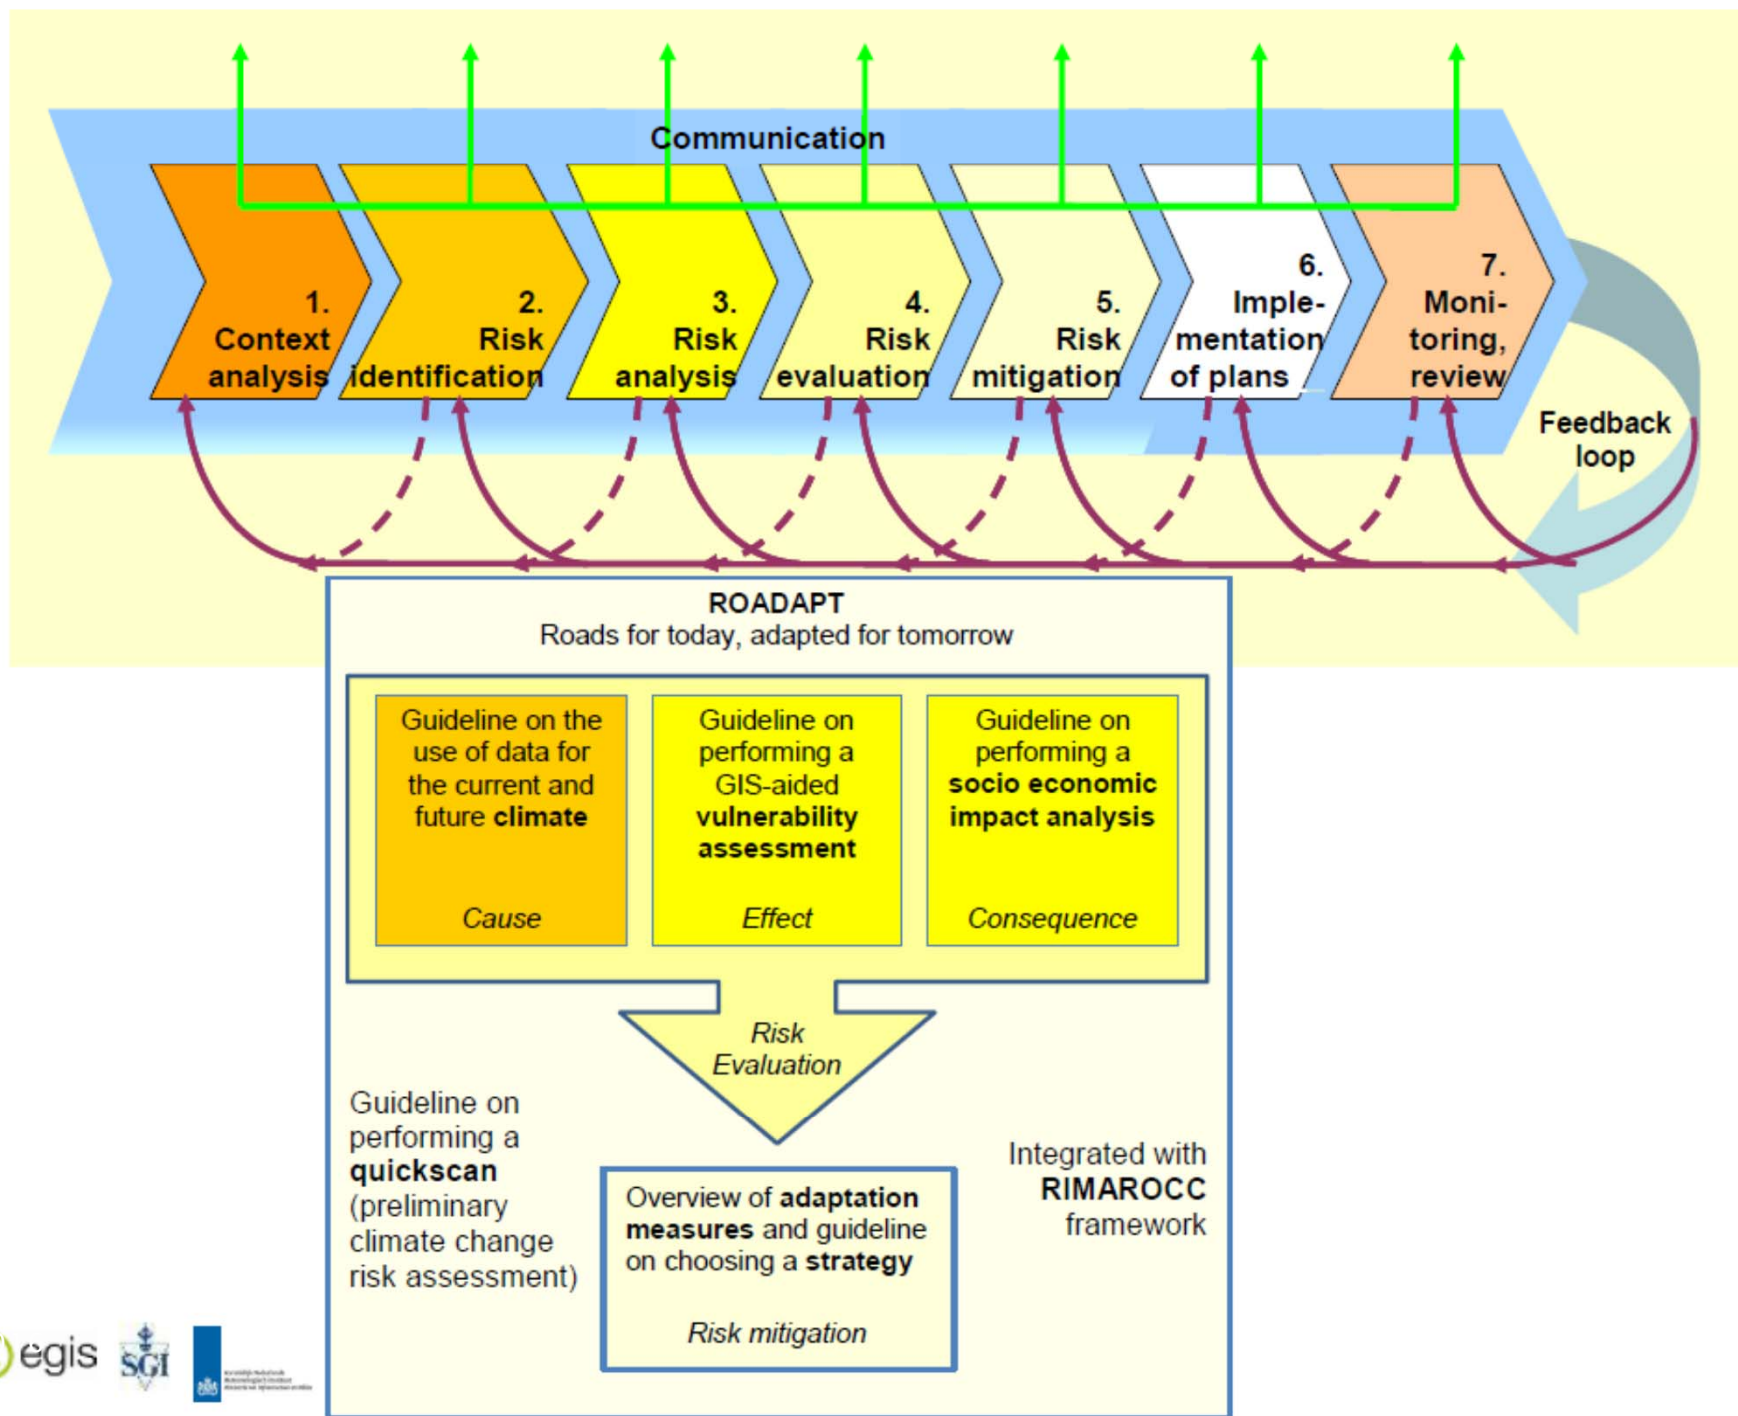 Communication
1.
Context
analysis
2.
Risk
identification
3.
Risk
analysis
4.
Risk
evaluation
5.
Risk
mitigation
6.
Imple-
mentation
of plans
7.
Moni-
toring,
review
Feedback
loop
ROADAPT
Roads for today, adapted for tomorrow
Guideline on the
use of data for
the current and
future climate
Cause
Guideline on
performing a
GIS-aided
vulnerability
assessment
Effect
Guideline on
performing a
socio economic
impact analysis
Consequence
Risk
Evaluation
Guideline on
performing a
quickscan
(preliminary
climate change
risk assessment)
Integrated with
RIMAROCC
framework
Overview of adaptation
measures and guideline
on choosing a strategy
Risk mitigation
egis
SGI